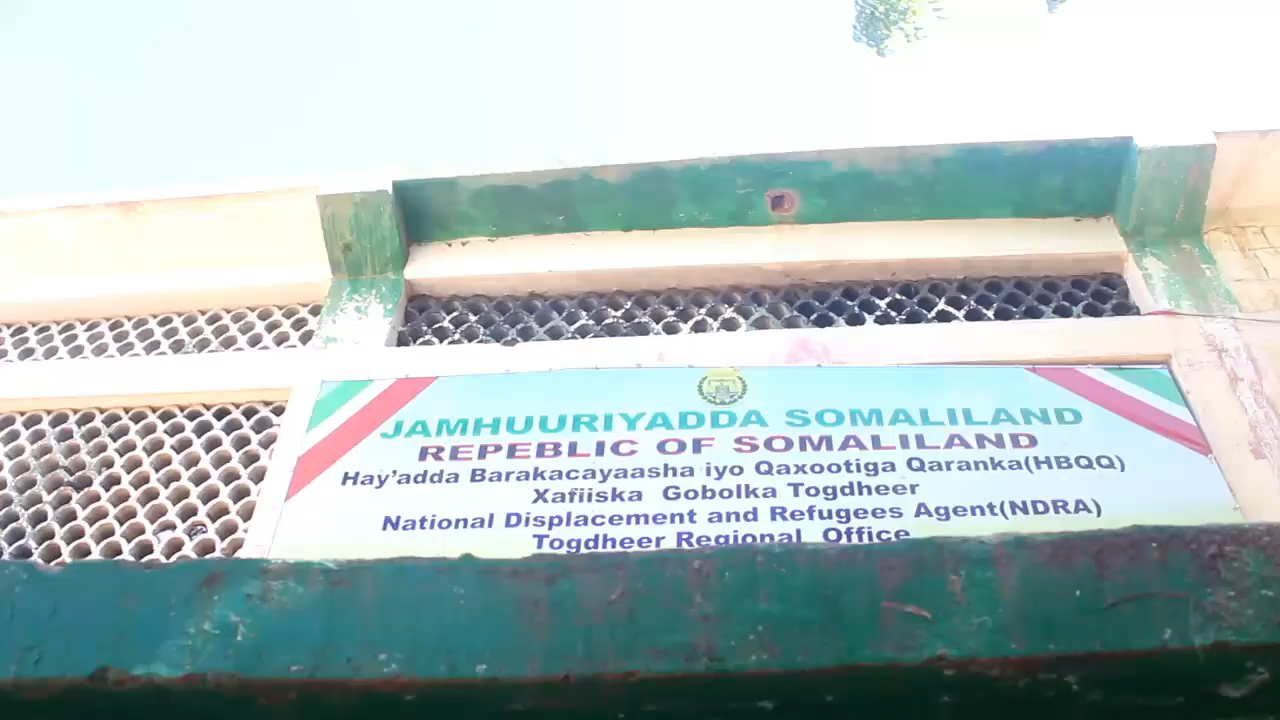 JAMHUURIYADDA SOMALILAND
REPEBLIC OF SOMALILAND
Hay'adda Barakacayaasha iyo Qaxootiga Qaranka(HBQQ)
Xafiiska Gobolka Togdheer
National Displacement and Refugees Agent(NDRA)
Togdheer Regional Office